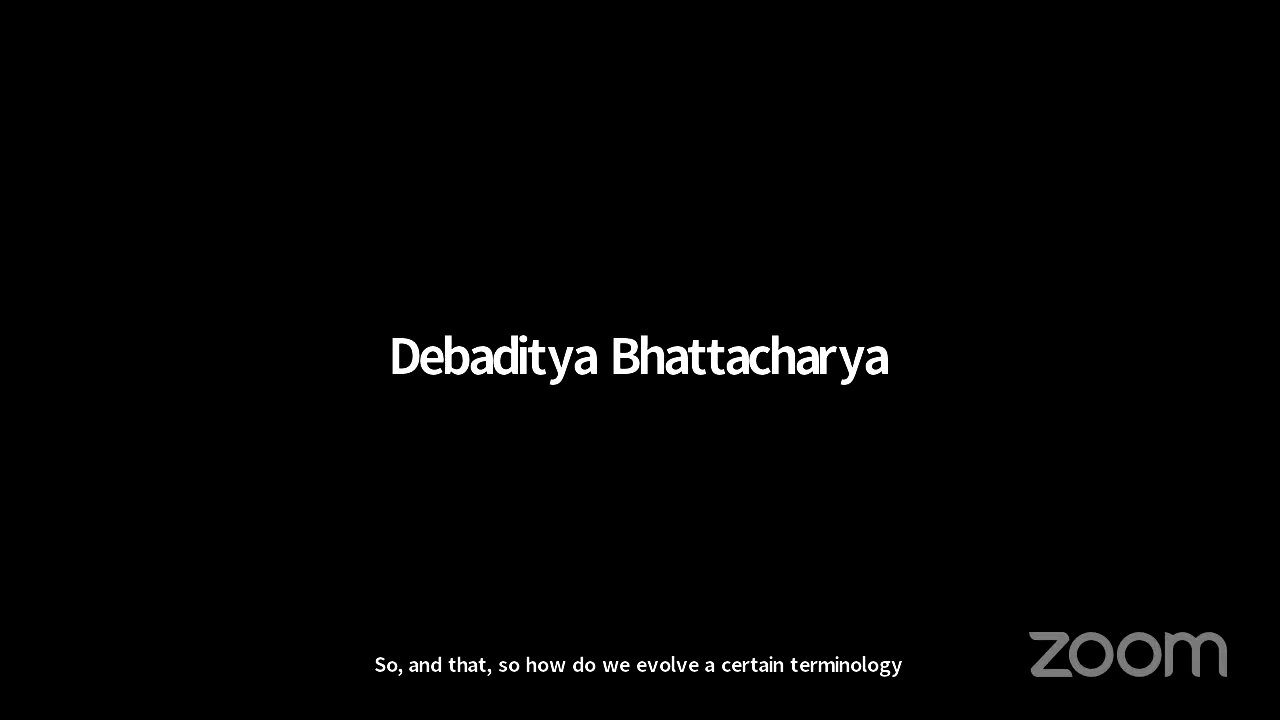 Debaditya Bhattacharya
So, and that, so how do we evolve a certain terminology
zoom